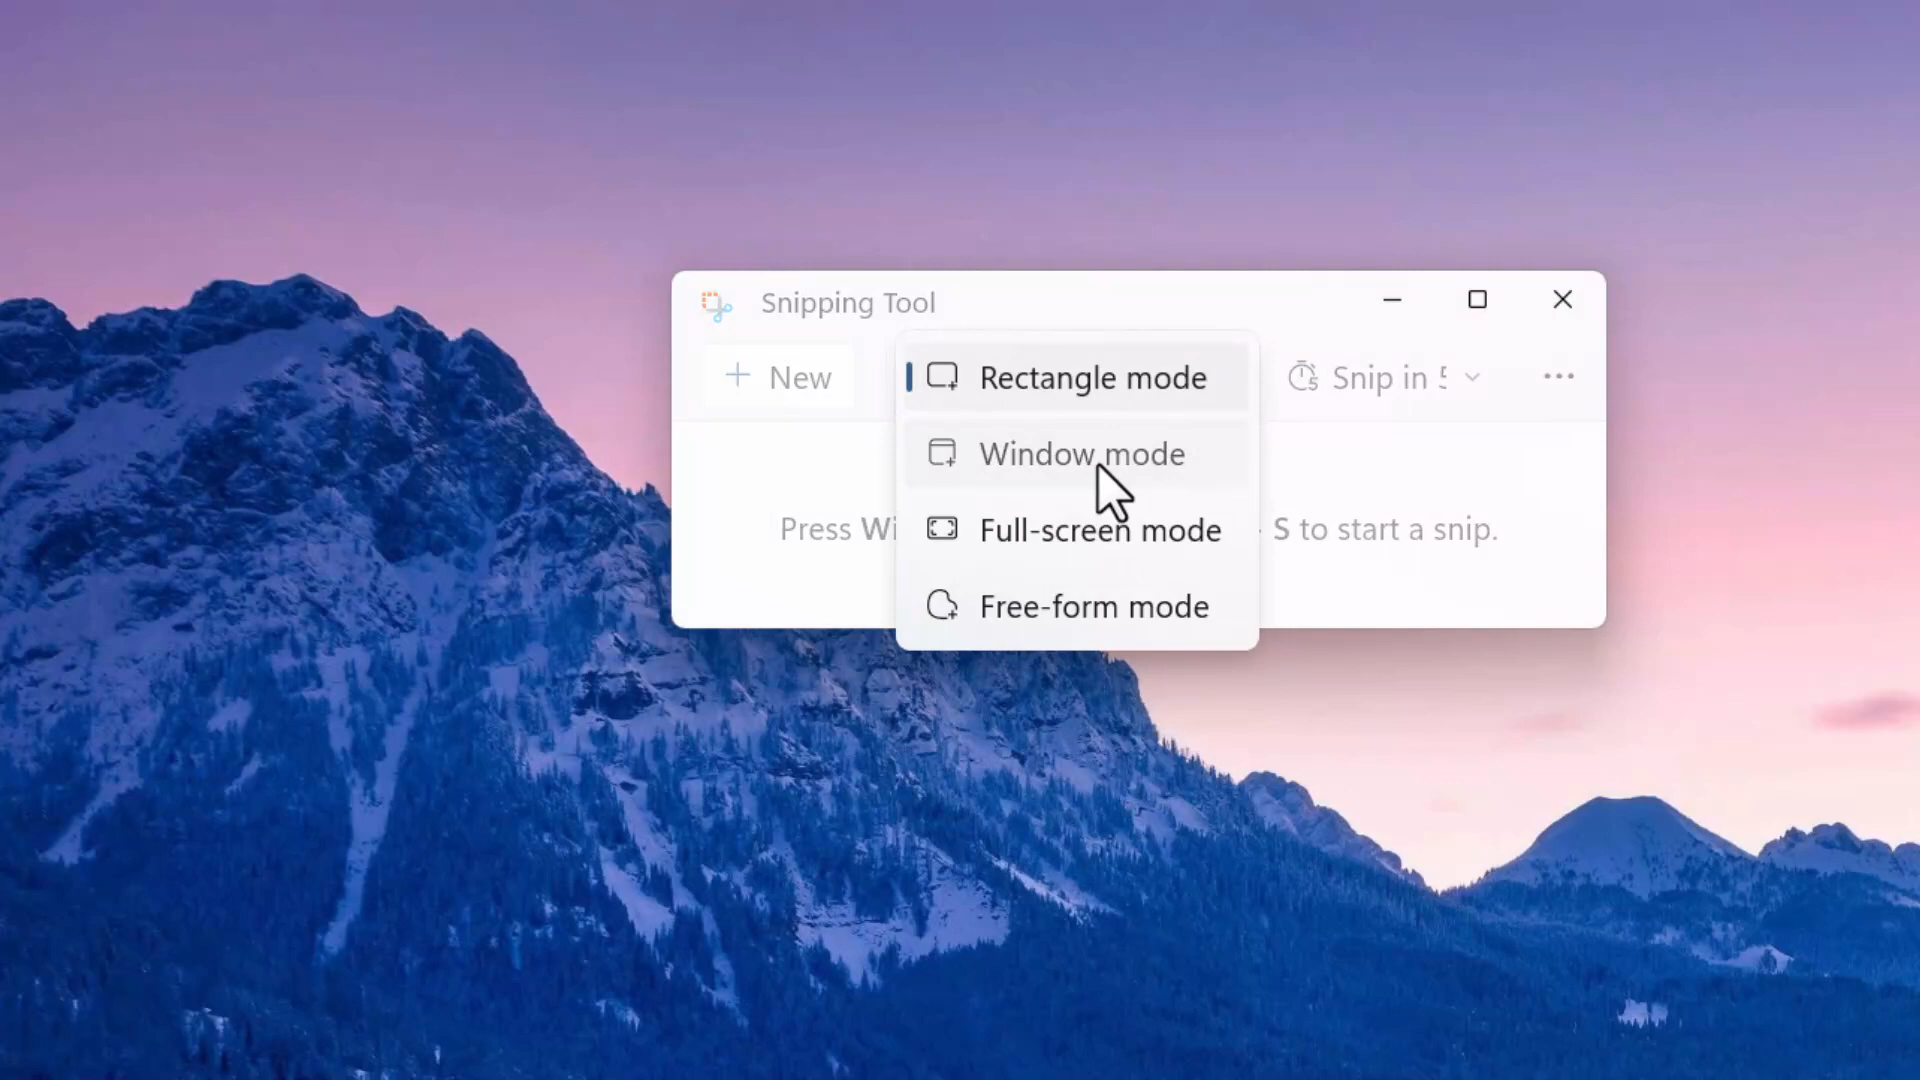 Snipping Tool
New
Rectangle mode
Snip in 5
Window mode
Press Wi
S to start a snip.
Full-screen mode
Free-form mode